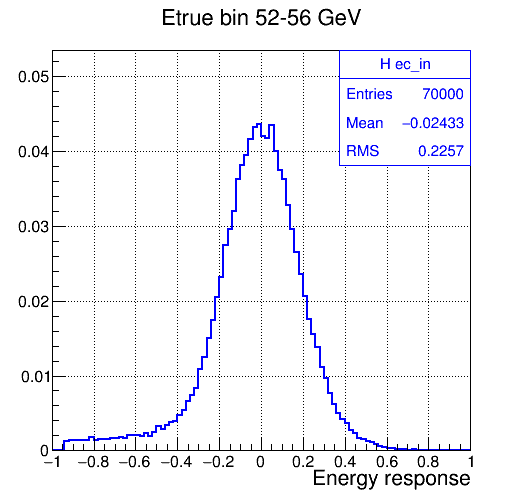 Etrue bin 52-56 GeV
H ec_in
Entries 70000
Mean −0.02433
RMS 0.2257
0.05
0.04
0.03
0.02
0.01
0
−1 −0.8 −0.6 −0.4 −0.2 0 0.2 0.4 0.6 0.8 1
Energy response